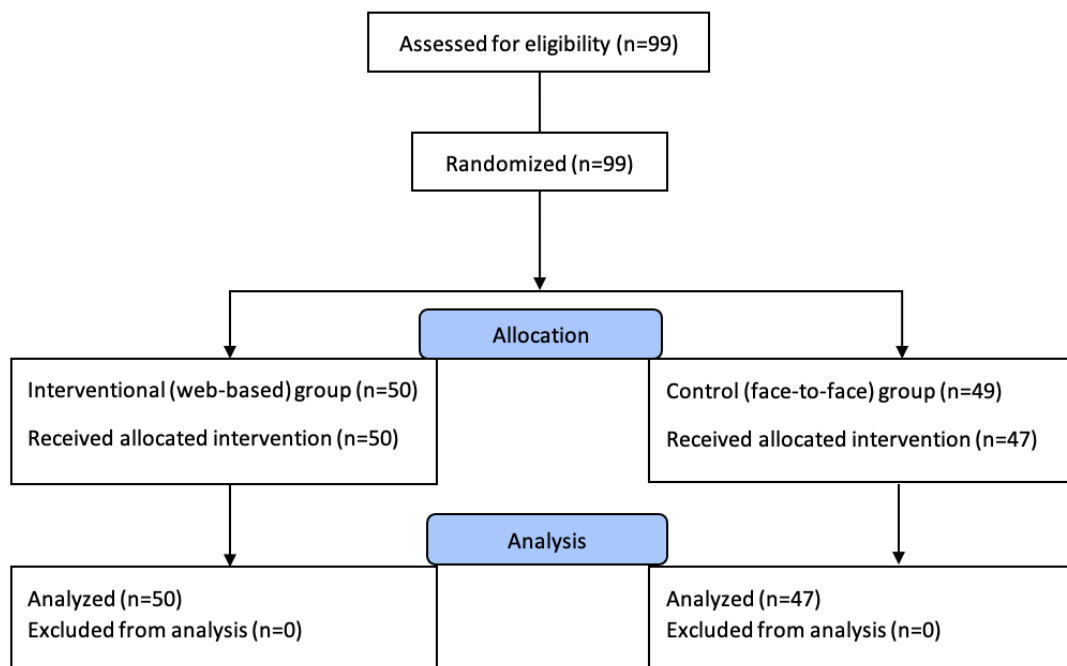 Assessed for eligibility (n=99)
Randomized (n=99)
Allocation
Interventional (web-based) group (n=50)
Received allocated intervention (n=50)
Control (face-to-face) group (n=49)
Received allocated intervention (n=47)
Analysis
Analyzed (n=50)
Excluded from analysis (n=0)
Analyzed (n=47)
Excluded from analysis (n=0)